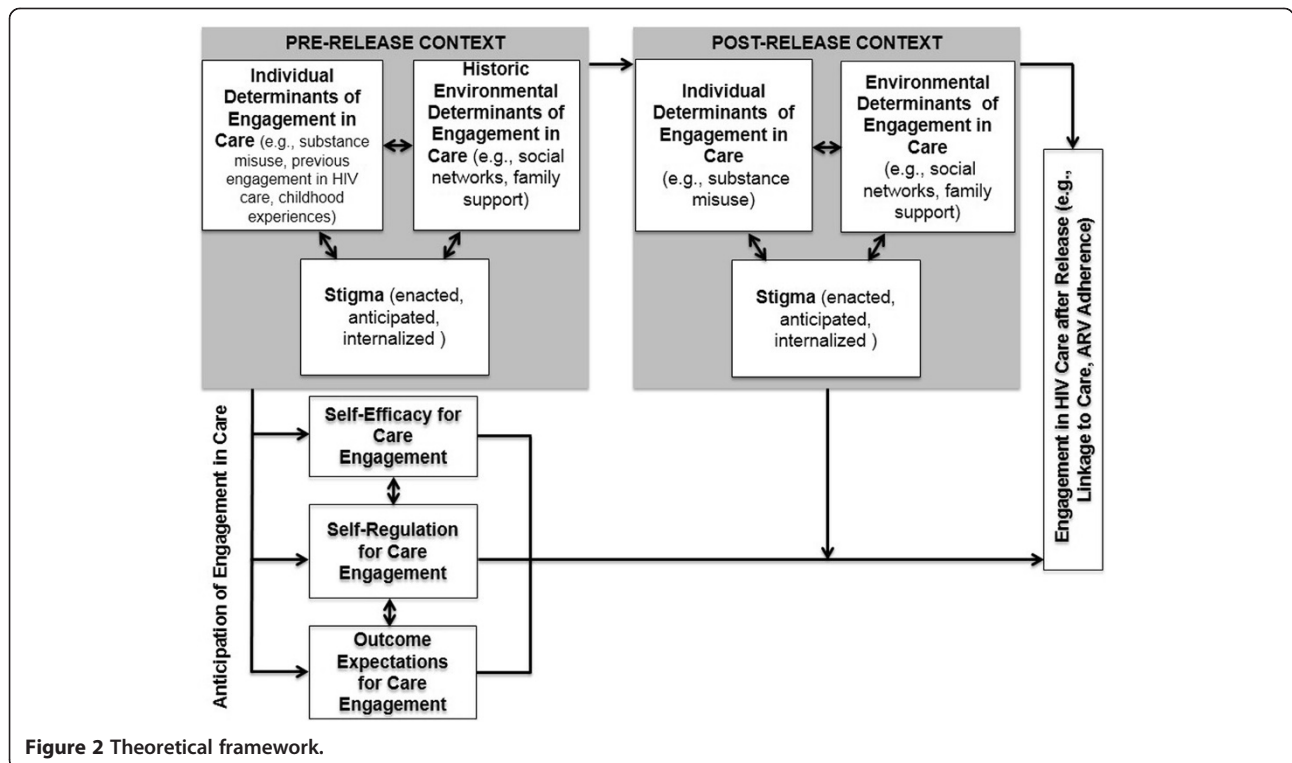 PRE-RELEASE CONTEXT
Individual
Determinants of
Engagement in
Care (e.g., substance
misuse, previous
engagement in HIV
care, childhood
experiences)
Historic
Environmental
Determinants of
Engagement in
Care (e.g., social
networks, family
support)
Stigma (enacted,
anticipated,
internalized )
POST-RELEASE CONTEXT
Individual
Determinants of
Engagement in
Care
(e.g., substance
misuse)
Environmental
Determinants of
Engagement in
Care
(e.g., social
networks, family
support)
Stigma (enacted,
anticipated,
internalized )
Anticipation of Engagement in Care
Self-Efficacy for
Care
Engagement
Self-Regulation
for Care
Engagement
Outcome
Expectations
for Care
Engagement
Engagement in HIV Care after Release (e.g.,
Linkage to Care, ARV Adherence)
Figure 2 Theoretical framework.